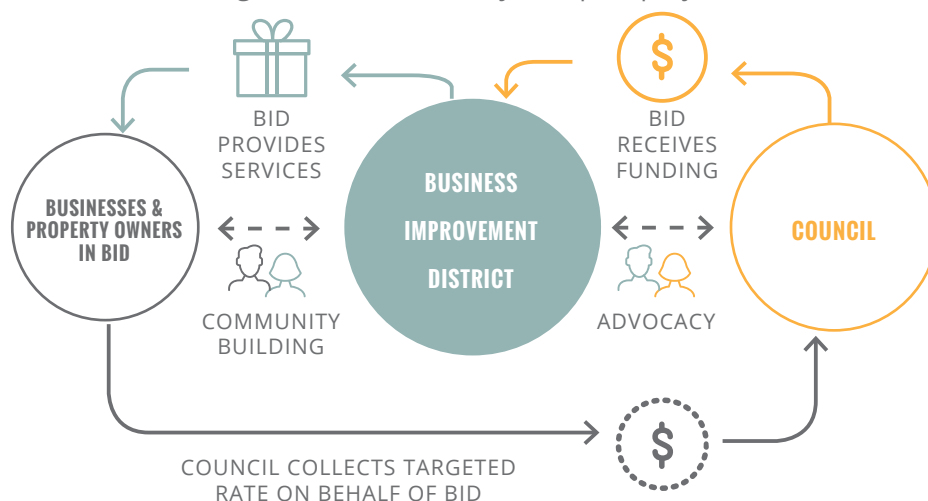 BID
PROVIDES
SERVICES
BID
RECEIVES
FUNDING
BUSINESSES &
PROPERTY OWNERS
IN BID
BUSINESS
IMPROVEMENT
DISTRICT
COUNCIL
COMMUNITY
BUILDING
ADVOCACY
$
$
COUNCIL COLLECTS TARGETED
RATE ON BEHALF OF BID